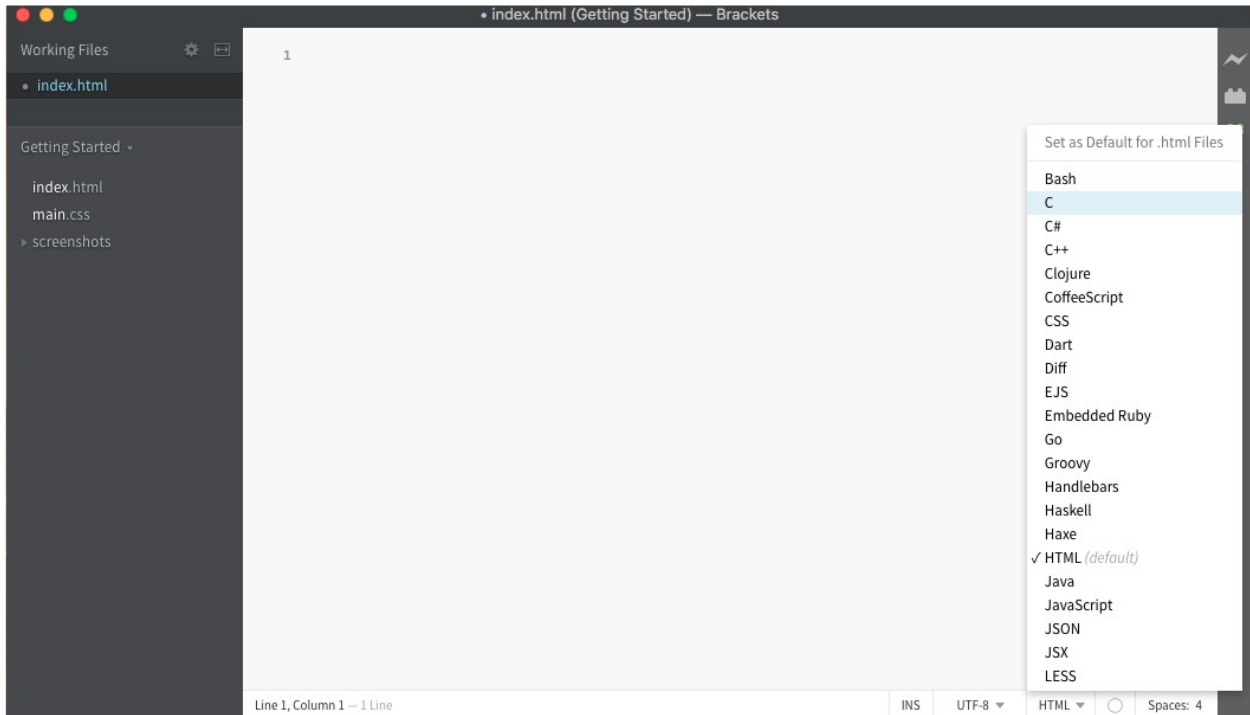 • index.html (Getting Started) — Brackets
Working Files
• index.html
Getting Started
index.html
main.css
screenshots
1
Set as Default for .html Files
Bash
C
C#
C++
Clojure
CoffeeScript
CSS
Dart
Diff
EJS
Embedded Ruby
Go
Groovy
Handlebars
Haskell
Haxe
✓ HTML (default)
Java
JavaScript
JSON
JSX
LESS
Line 1, Column 1 — 1 Line
INS UTF-8 HTML Spaces: 4